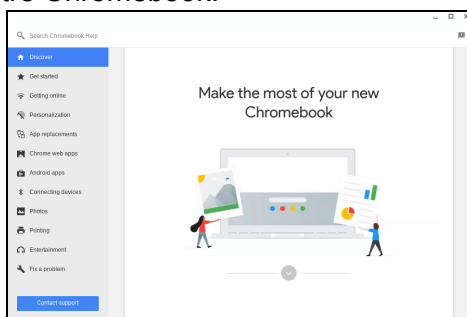 Chromebook.
Search Chromebook Help
Discover
Get started
Getting online
Personalization
App replacements
Chrome web apps
Android apps
Connecting devices
Photos
Printing
Entertainment
Fix a problem
Contact support
Make the most of your new
Chromebook